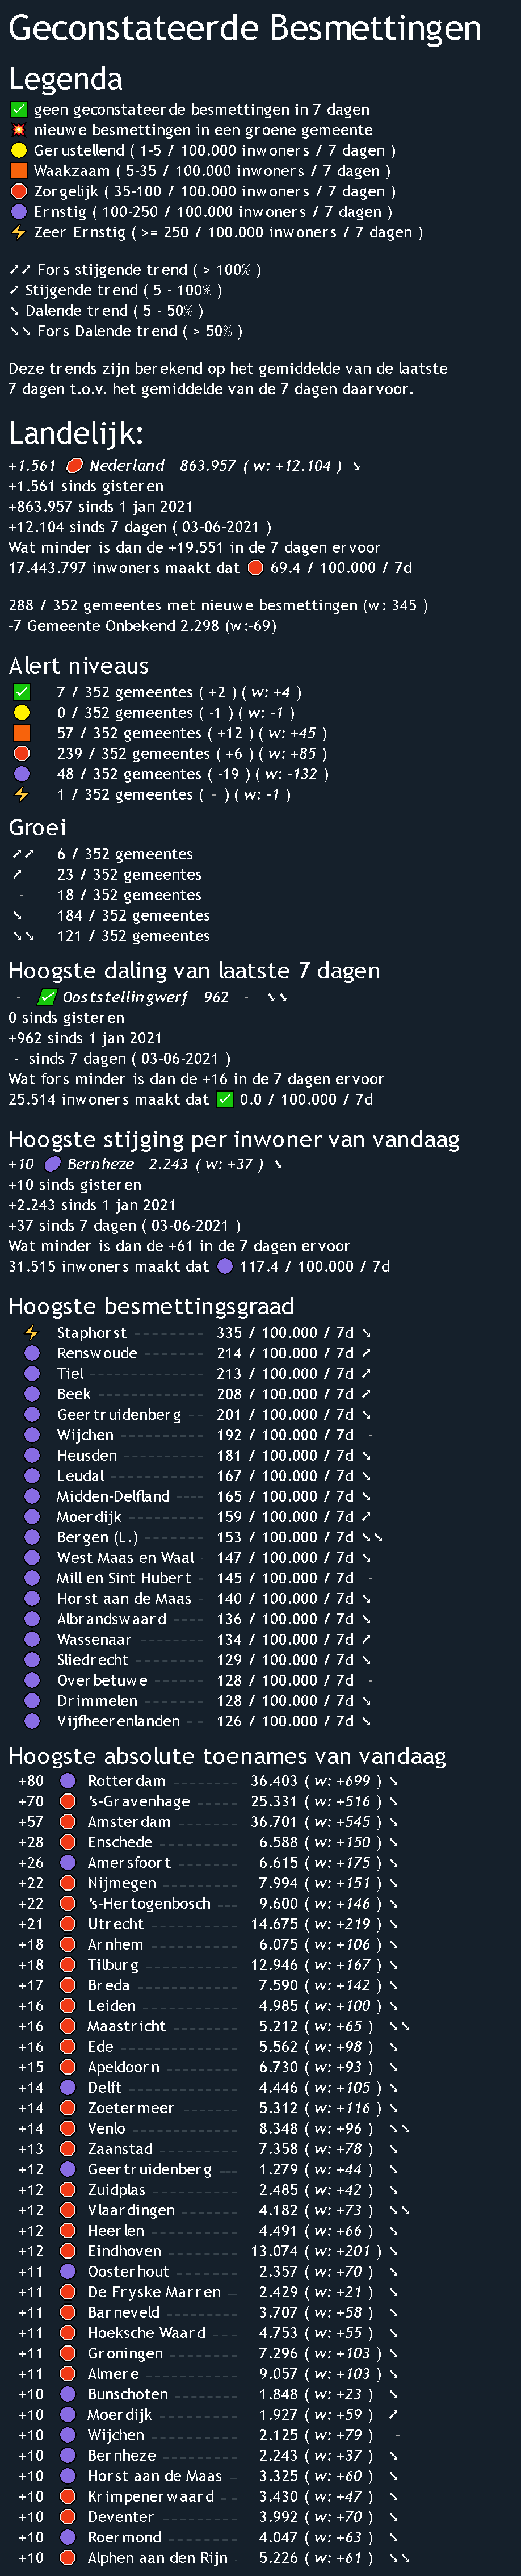 Geconstateerde Besmettingen
Legenda
✅ geen geconstateerde besmettingen in 7 dagen
💥 nieuwe besmettingen in een groene gemeente
🟡 Gerustellend ( 1-5 / 100.000 inwoners / 7 dagen )
🟧 Waakzaam ( 5-35 / 100.000 inwoners / 7 dagen )
🛑 Zorgelijk ( 35-100 / 100.000 inwoners / 7 dagen )
🟣 Ernstig ( 100-250 / 100.000 inwoners / 7 dagen )
⚡ Zeer Ernstig ( >= 250 / 100.000 inwoners / 7 dagen )
➚➚ Fors stijgende trend ( > 100% )
➚ Stijgende trend ( 5 - 100% )
➘ Dalende trend ( 5 - 50% )
➘➘ Fors Dalende trend ( > 50% )
Deze trends zijn berekend op het gemiddelde van de laatste
7 dagen t.o.v. het gemiddelde van de 7 dagen daarvoor.
Landelijk:
+1.561 🛑 Nederland 863.957 ( w: +12.104 ) ➘
+1.561 sinds gisteren
+863.957 sinds 1 jan 2021
+12.104 sinds 7 dagen ( 03-06-2021 )
Wat minder is dan de +19.551 in de 7 dagen ervoor
17.443.797 inwoners maakt dat 🛑 69.4 / 100.000 / 7d
288 / 352 gemeentes met nieuwe besmettingen (w: 345 )
-7 Gemeente Onbekend 2.298 (w:-69)
Alert niveaus
✅ 7 / 352 gemeentes ( +2 ) ( w: +4 )
🟡 0 / 352 gemeentes ( -1 ) ( w: -1 )
🟧 57 / 352 gemeentes ( +12 ) ( w: +45 )
🛑 239 / 352 gemeentes ( +6 ) ( w: +85 )
🟣 48 / 352 gemeentes ( -19 ) ( w: -132 )
⚡ 1 / 352 gemeentes ( - ) ( w: -1 )
Groei
➚➚ 6 / 352 gemeentes
➚ 23 / 352 gemeentes
- 18 / 352 gemeentes
➘ 184 / 352 gemeentes
➘➘ 121 / 352 gemeentes
Hoogste daling van laatste 7 dagen
- ✅ Ooststellingwerf 962 - ➘➘
0 sinds gisteren
+962 sinds 1 jan 2021
- sinds 7 dagen ( 03-06-2021 )
Wat fors minder is dan de +16 in de 7 dagen ervoor
25.514 inwoners maakt dat ✅ 0.0 / 100.000 / 7d
Hoogste stijging per inwoner van vandaag
+10 🟣 Bernheze 2.243 ( w: +37 ) ➘
+10 sinds gisteren
+2.243 sinds 1 jan 2021
+37 sinds 7 dagen ( 03-06-2021 )
Wat minder is dan de +61 in de 7 dagen ervoor
31.515 inwoners maakt dat 🟣 117.4 / 100.000 / 7d
Hoogste besmettingsgraad
⚡ Staphorst 335 / 100.000 / 7d ➘
🟣 Renswoude 214 / 100.000 / 7d ➚
🟣 Tiel 213 / 100.000 / 7d ➚
🟣 Beek 208 / 100.000 / 7d ➚
🟣 Geertruidenberg 201 / 100.000 / 7d ➘
🟣 Wijchen 192 / 100.000 / 7d -
🟣 Heusden 181 / 100.000 / 7d ➘
🟣 Leudal 167 / 100.000 / 7d ➘
🟣 Midden-Delfland 165 / 100.000 / 7d ➘
🟣 Moerdijk 159 / 100.000 / 7d ➚
🟣 Bergen (L.) 153 / 100.000 / 7d ➘➘
🟣 West Maas en Waal 147 / 100.000 / 7d ➘
🟣 Mill en Sint Hubert 145 / 100.000 / 7d -
🟣 Horst aan de Maas 140 / 100.000 / 7d ➘
🟣 Albrandswaard 136 / 100.000 / 7d ➘
🟣 Wassenaar 134 / 100.000 / 7d ➚
🟣 Sliedrecht 129 / 100.000 / 7d ➘
🟣 Overbetuwe 128 / 100.000 / 7d -
🟣 Drimmelen 128 / 100.000 / 7d ➘
🟣 Vijfheerenlanden 126 / 100.000 / 7d ➘
Hoogste absolute toenames van vandaag
+80 🟣 Rotterdam 36.403 ( w: +699 ) ➘
+70 🛑 's-Gravenhage 25.331 ( w: +516 ) ➘
+57 🛑 Amsterdam 36.701 ( w: +545 ) ➘
+28 🛑 Enschede 6.588 ( w: +150 ) ➘
+26 🟣 Amersfoort 6.615 ( w: +175 ) ➘
+22 🛑 Nijmegen 7.994 ( w: +151 ) ➘
+22 🛑 's-Hertogenbosch 9.600 ( w: +146 ) ➘
+21 🛑 Utrecht 14.675 ( w: +219 ) ➘
+18 🛑 Arnhem 6.075 ( w: +106 ) ➘
+18 🛑 Tilburg 12.946 ( w: +167 ) ➘
+17 🛑 Breda 7.590 ( w: +142 ) ➘
+16 🛑 Leiden 4.985 ( w: +100 ) ➘
+16 🛑 Maastricht 5.212 ( w: +65 ) ➘➘
+16 🛑 Ede 5.562 ( w: +98 ) ➘
+15 🛑 Apeldoorn 6.730 ( w: +93 ) ➘
+14 🟣 Delft 4.446 ( w: +105 ) ➘
+14 🛑 Zoetermeer 5.312 ( w: +116 ) ➘
+14 🛑 Venlo 8.348 ( w: +96 ) ➘➘
+13 🛑 Zaanstad 7.358 ( w: +78 ) ➘
+12 🟣 Geertruidenberg 1.279 ( w: +44 ) ➘
+12 🛑 Zuidplas 2.485 ( w: +42 ) ➘
+12 🛑 Vlaardingen 4.182 ( w: +73 ) ➘➘
+12 🛑 Heerlen 4.491 ( w: +66 ) ➘
+12 🛑 Eindhoven 13.074 ( w: +201 ) ➘
+11 🟣 Oosterhout 2.357 ( w: +70 ) ➘
+11 🛑 De Fryske Marren 2.429 ( w: +21 ) ➘
+11 🛑 Barneveld 3.707 ( w: +58 ) ➘
+11 🛑 Hoeksche Waard 4.753 ( w: +55 ) ➘
+11 🛑 Groningen 7.296 ( w: +103 ) ➘
+11 🛑 Almere 9.057 ( w: +103 ) ➘
+10 🟣 Bunschoten 1.848 ( w: +23 ) ➘
+10 🟣 Moerdijk 1.927 ( w: +59 ) ➚
+10 🟣 Wijchen 2.125 ( w: +79 ) -
+10 🟣 Bernheze 2.243 ( w: +37 ) ➘
+10 🟣 Horst aan de Maas 3.325 ( w: +60 ) ➘
+10 🛑 Krimpenerwaard 3.430 ( w: +47 ) ➘
+10 🛑 Deventer 3.992 ( w: +70 ) ➘
+10 🟣 Roermond 4.047 ( w: +63 ) ➘
+10 🛑 Alphen aan den Rijn 5.226 ( w: +61 ) ➘➘